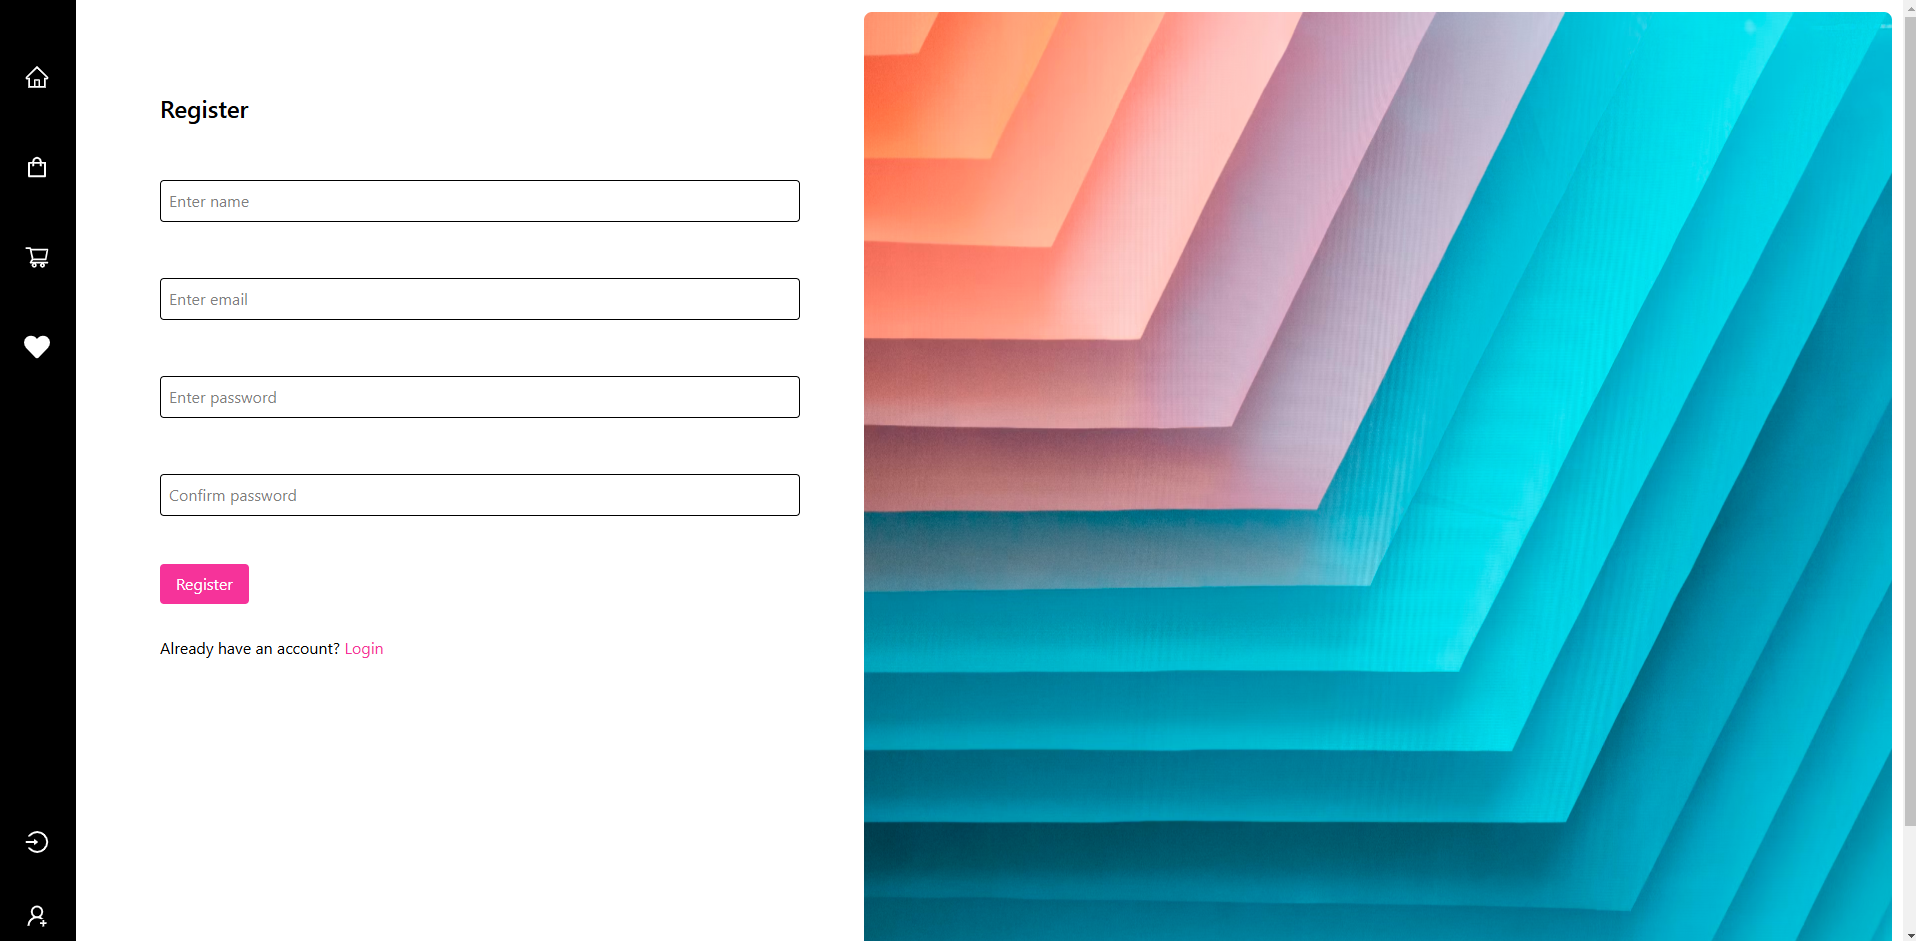 Register
Enter name
Enter email
Enter password
Confirm password
Register
Already have an account? Login